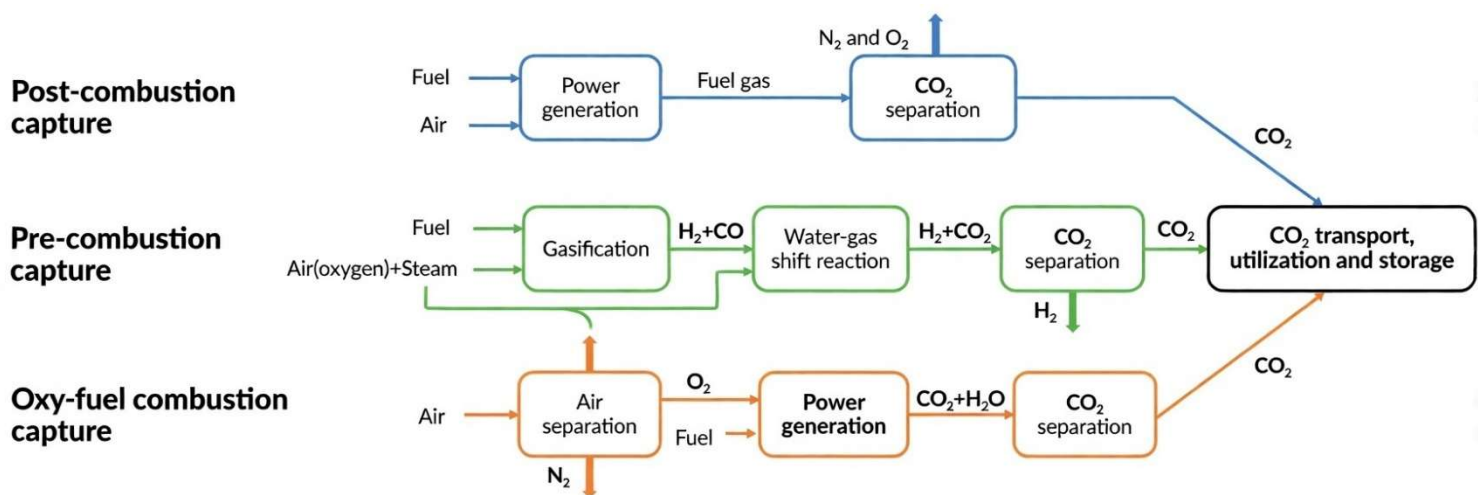 Post-combustion
capture
Fuel
Air
Power
generation
Fuel gas
N₂ and O₂
CO₂
separation
CO₂
Pre-combustion
capture
Fuel
Air(oxygen)+Steam
Gasification
H₂+CO
Water-gas
shift reaction
H₂+CO₂
CO₂
separation
H₂
CO₂
CO₂ transport,
utilization and storage
Oxy-fuel combustion
capture
Air
Air
separation
N₂
O₂
Fuel
Power
generation
CO₂+H₂O
CO₂
separation
CO₂